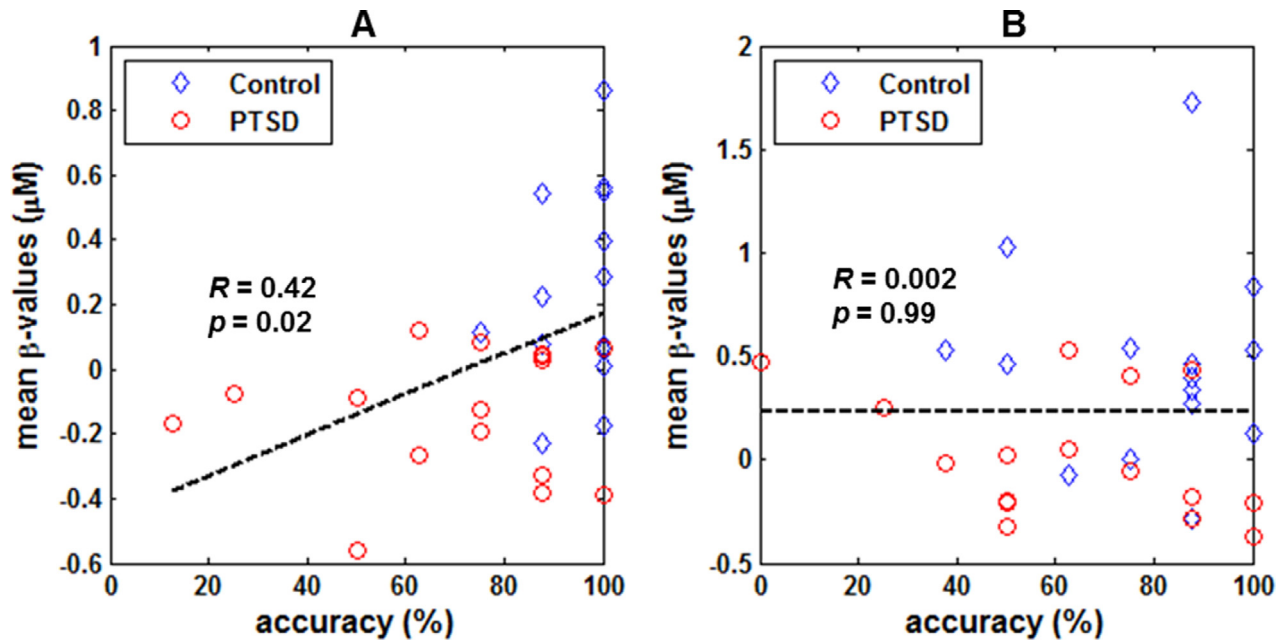 A
1
0.8
0.6
0.4
0.2
0
-0.2
-0.4
-0.6
mean β-values (μM)
Control
PTSD
R = 0.42
p = 0.02
0 20 40 60 80 100
accuracy (%)
B
2
1.5
1
0.5
0
-0.5
mean β-values (μM)
Control
PTSD
R = 0.002
p = 0.99
0 20 40 60 80 100
accuracy (%)